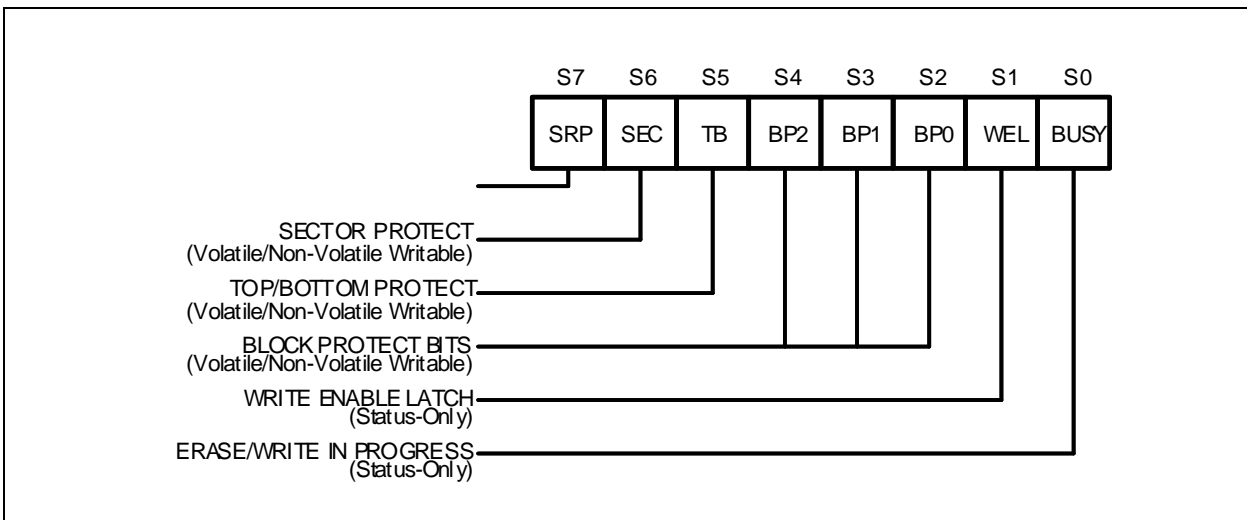 S7 S6 S5 S4 S3 S2 S1 S0
SRP SEC TB BP2 BP1 BP0 WEL BUSY
SECTOR PROTECT
(Volatile/Non-Volatile Writable)
TOP/BOTTOM PROTECT
(Volatile/Non-Volatile Writable)
BLOCK PROTECT BITS
(Volatile/Non-Volatile Writable)
WRITE ENABLE LATCH
(Status-Only)
ERASE/WRITE IN PROGRESS
(Status-Only)